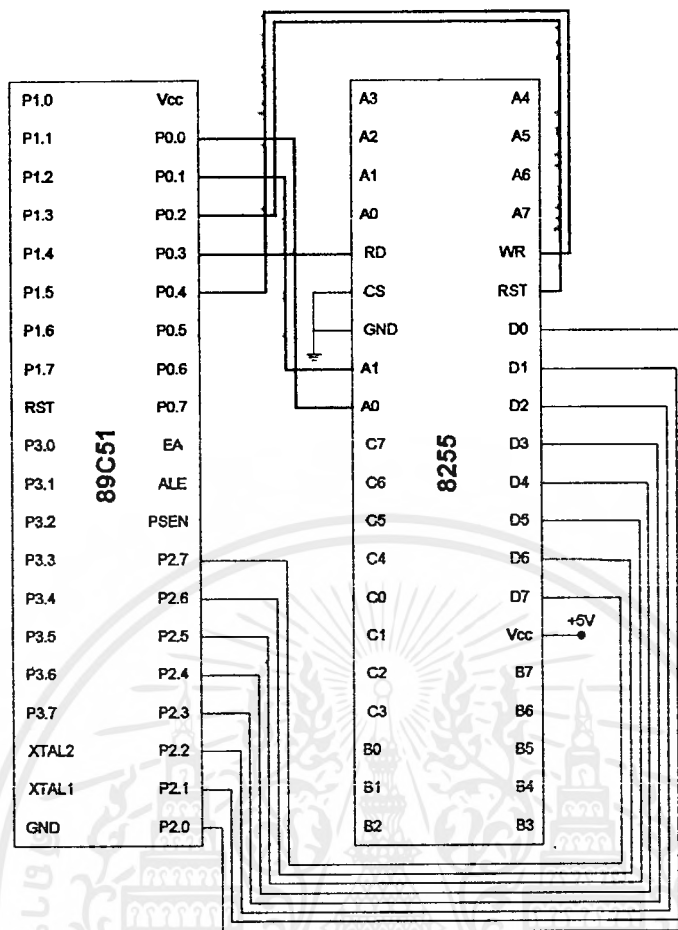 P1.0 Vcc
P1.1 P0.0
P1.2 P0.1
P1.3 P0.2
P1.4 P0.3
P1.5 P0.4
P1.6 P0.5
P1.7 P0.6
RST P0.7
P3.0 EA
P3.1 ALE
P3.2 PSEN
P3.3 P2.7
P3.4 P2.6
P3.5 P2.5
P3.6 P2.4
P3.7 P2.3
XTAL2 P2.2
XTAL1 P2.1
GND P2.0
89C51
A3 A4
A2 A5
A1 A6
A0 A7
RD WR
CS RST
GND D0
A1 D1
A0 D2
C7 D3
C6 D4
C5 D5
C4 D6
C0 D7
C1 Vcc
C2 B7
C3 B6
B0 B5
B1 B4
B2 B3
8255
+5V